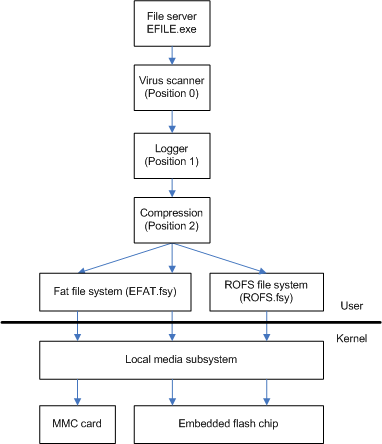 File server
EFILE.exe
Virus scanner
(Position 0)
Logger
(Position 1)
Compression
(Position 2)
Fat file system (EFAT.fsy)
ROFS file system
(ROFS.fsy)
User
Kernel
Local media subsystem
MMC card
Embedded flash chip